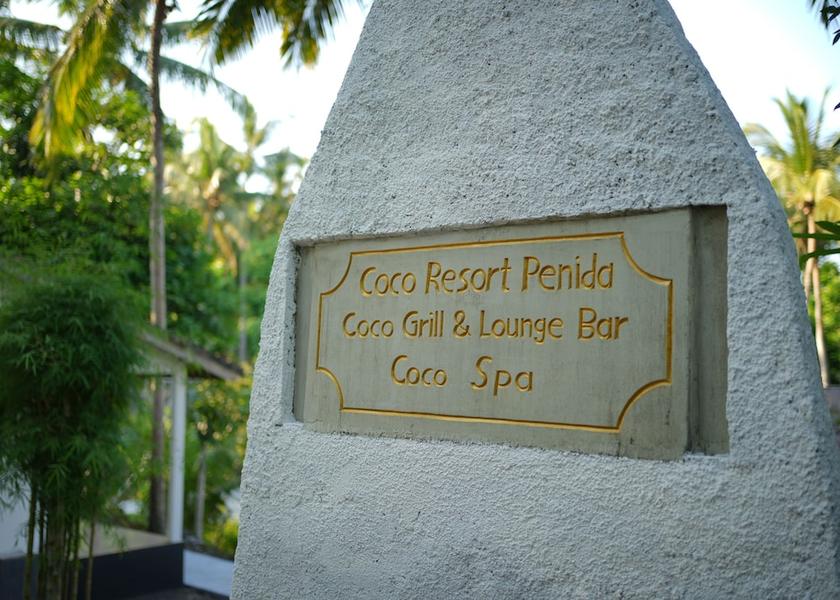 Coco Resort Penida
Coco Grill & Lounge Bar
Coco Spa